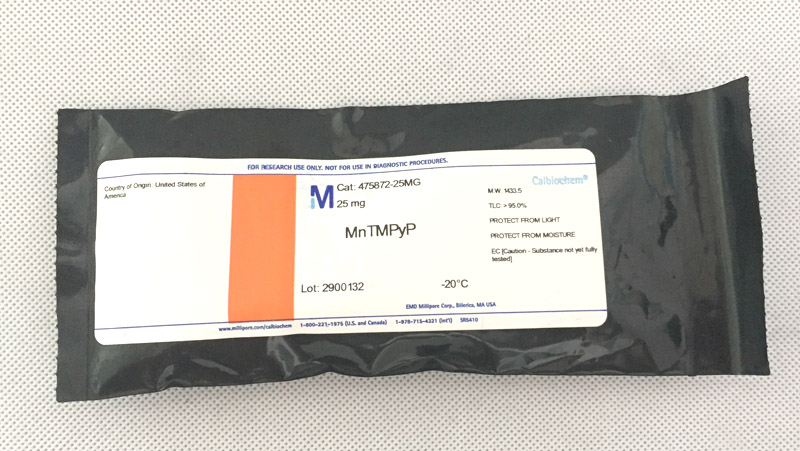 FOR RESEARCH USE ONLY. NOT FOR USE IN DIAGNOSTIC PROCEDURES.
Country of Origin: United States of
America
M
Cat: 475872-25MG
25 mg
MnTMPyP
Lot: 2900132
-20°C
Calbiochem®
M.W. 1433.5
TLC: >95.0%
PROTECT FROM LIGHT
PROTECT FROM MOISTURE
EC [Caution - Substance not yet fully
tested]
EMD Millipore Corp., Billerica, MA USA
www.millipore.com/calbiochem 1-800-221-1975 (U.S. and Canada) 1-978-715-4321 (Int'l) SRS410